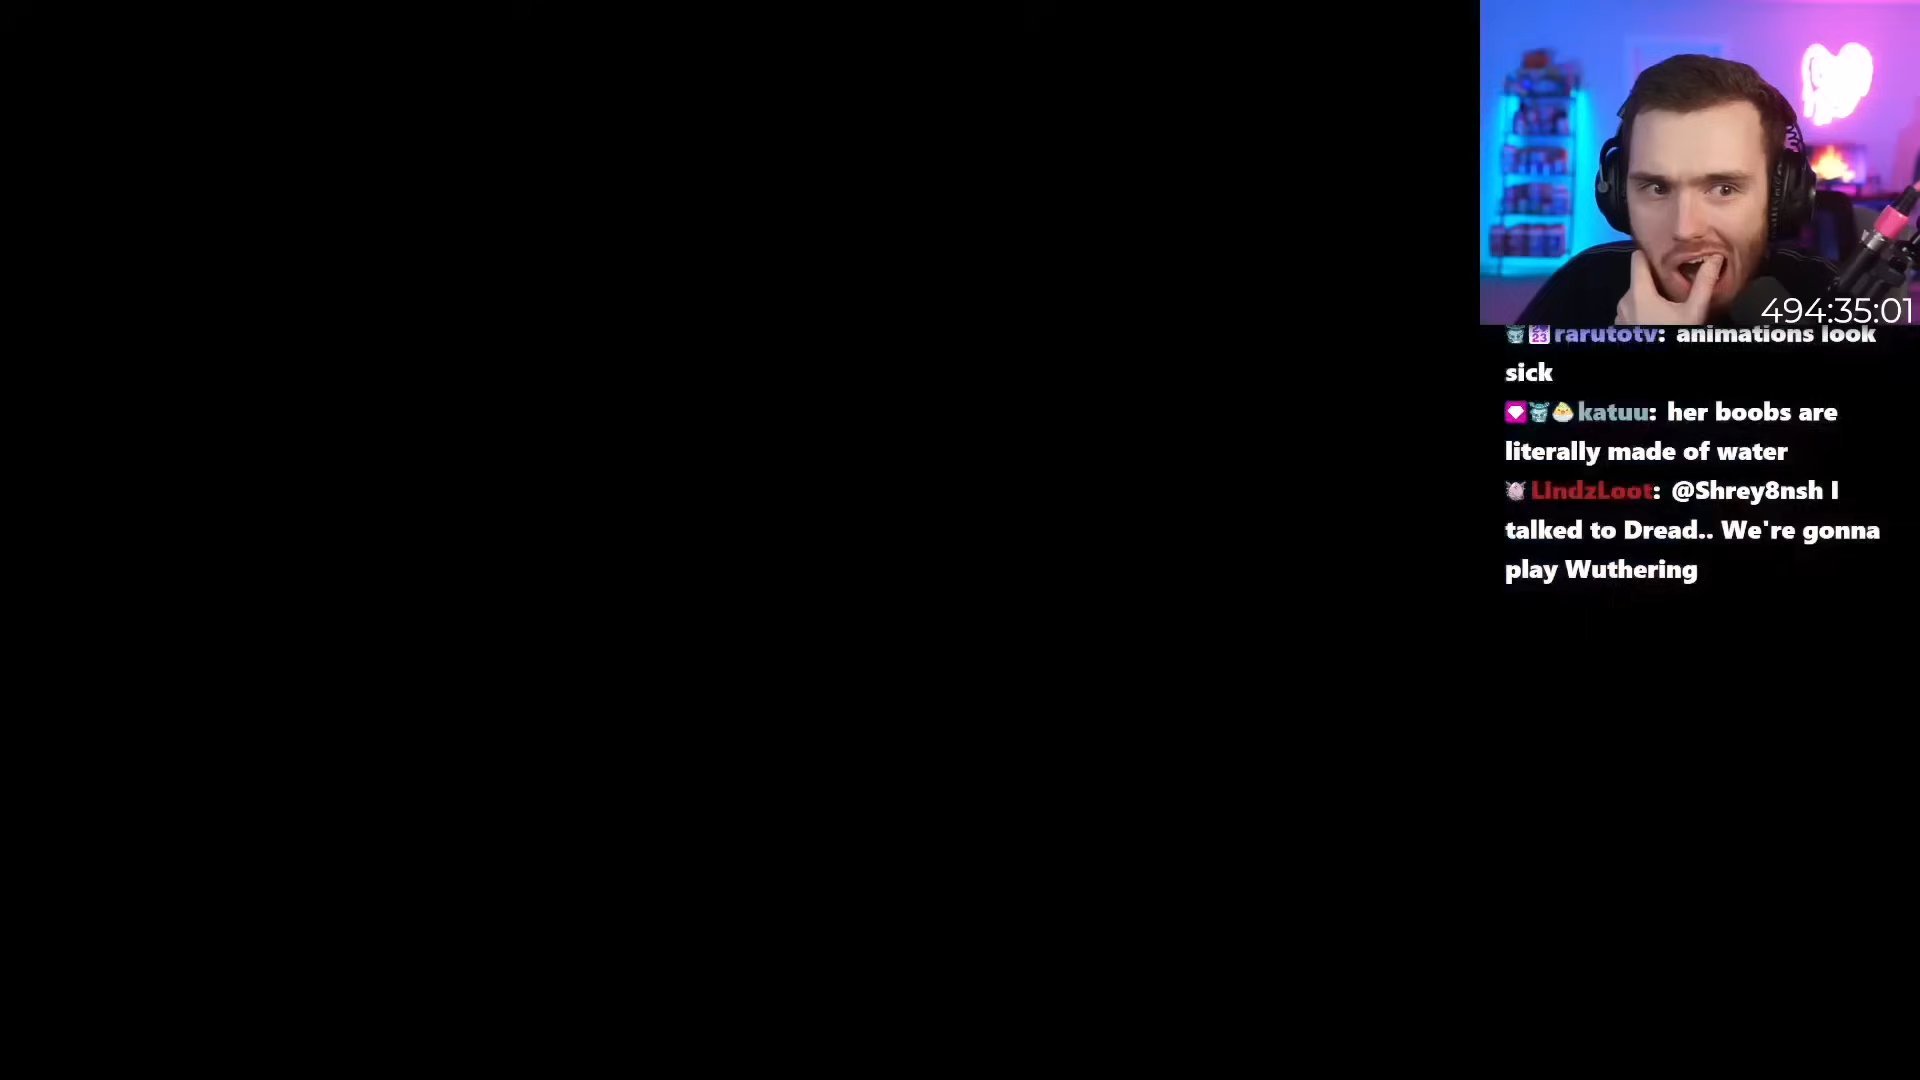 494:35:01
rarutotv: animations look
sick
katuu: her boobs are
literally made of water
LindzLoot: @Shrey8nsh I
talked to Dread.. We're gonna
play Wuthering